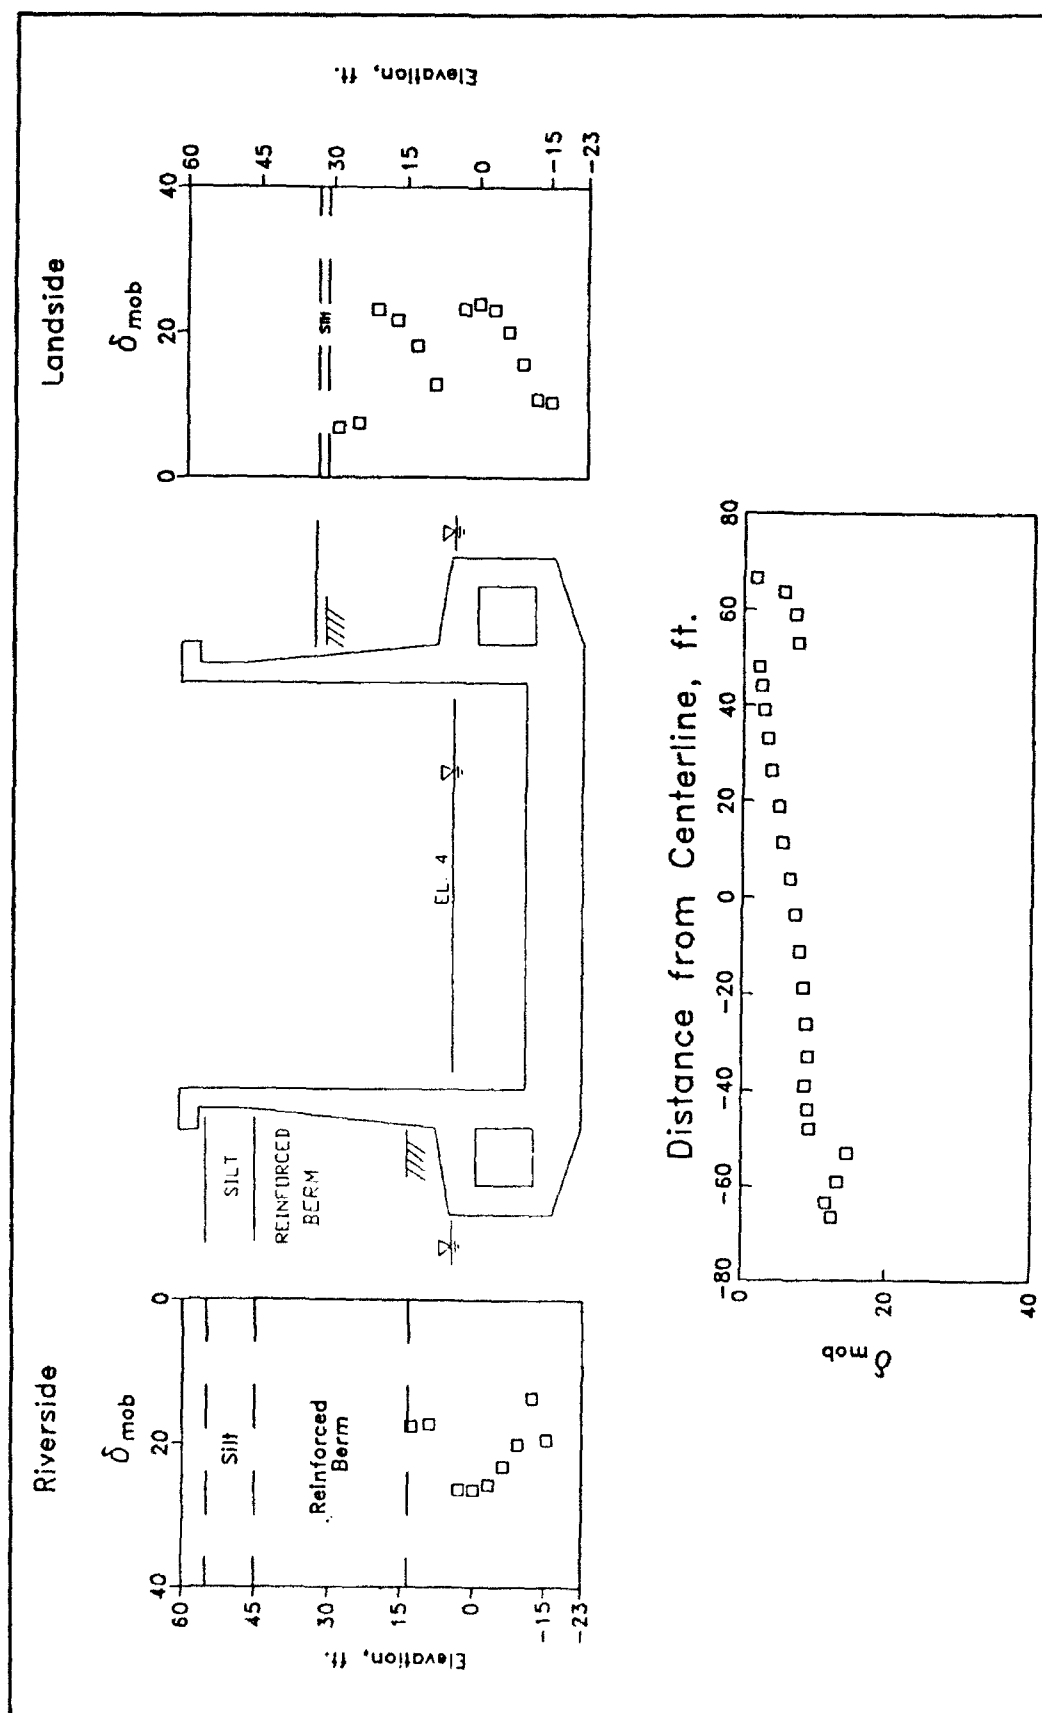 Riverside
δmob
40
20
0
60
45
30
15
0
-15
-23
Elevation, ft.
Silt
Reinforced
Berm
SILT
REINFORCED
BERM
EL. 4
Landside
δmob
0
20
40
60
45
30
15
0
-15
-23
Elevation, ft.
Distance from Centerline, ft.
-80
-60
-40
-20
0
20
40
60
80
0
20
40
δmob